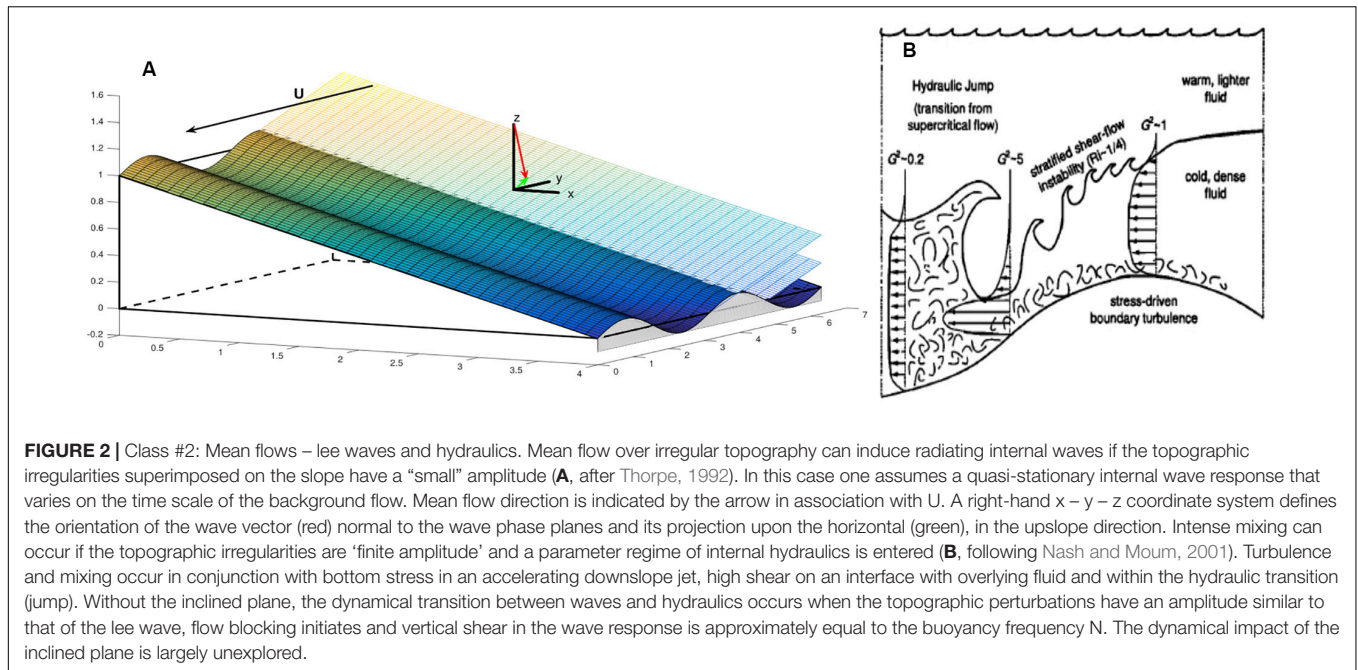 A
U
z
y
x
1.6
1.4
1.2
1
0.8
0.6
0.4
0.2
0
-0.2
0
0.5
1
1.5
2
2.5
3
3.5
4
0
1
2
3
4
5
6
7
B
Hydraulic Jump
(transition from
supercritical flow)
G²~0.2
G²~5
stratified shear-flow
instability (Ri~1/4)
G²~1
warm, lighter
fluid
cold, dense
fluid
stress-driven
boundary turbulence
FIGURE 2 | Class #2: Mean flows – lee waves and hydraulics. Mean flow over irregular topography can induce radiating internal waves if the topographic
irregularities superimposed on the slope have a “small” amplitude (A, after Thorpe, 1992). In this case one assumes a quasi-stationary internal wave response that
varies on the time scale of the background flow. Mean flow direction is indicated by the arrow in association with U. A right-hand x – y – z coordinate system defines
the orientation of the wave vector (red) normal to the wave phase planes and its projection upon the horizontal (green), in the upslope direction. Intense mixing can
occur if the topographic irregularities are ‘finite amplitude’ and a parameter regime of internal hydraulics is entered (B, following Nash and Moum, 2001). Turbulence
and mixing occur in conjunction with bottom stress in an accelerating downslope jet, high shear on an interface with overlying fluid and within the hydraulic transition
(jump). Without the inclined plane, the dynamical transition between waves and hydraulics occurs when the topographic perturbations have an amplitude similar to
that of the lee wave, flow blocking initiates and vertical shear in the wave response is approximately equal to the buoyancy frequency N. The dynamical impact of the
inclined plane is largely unexplored.